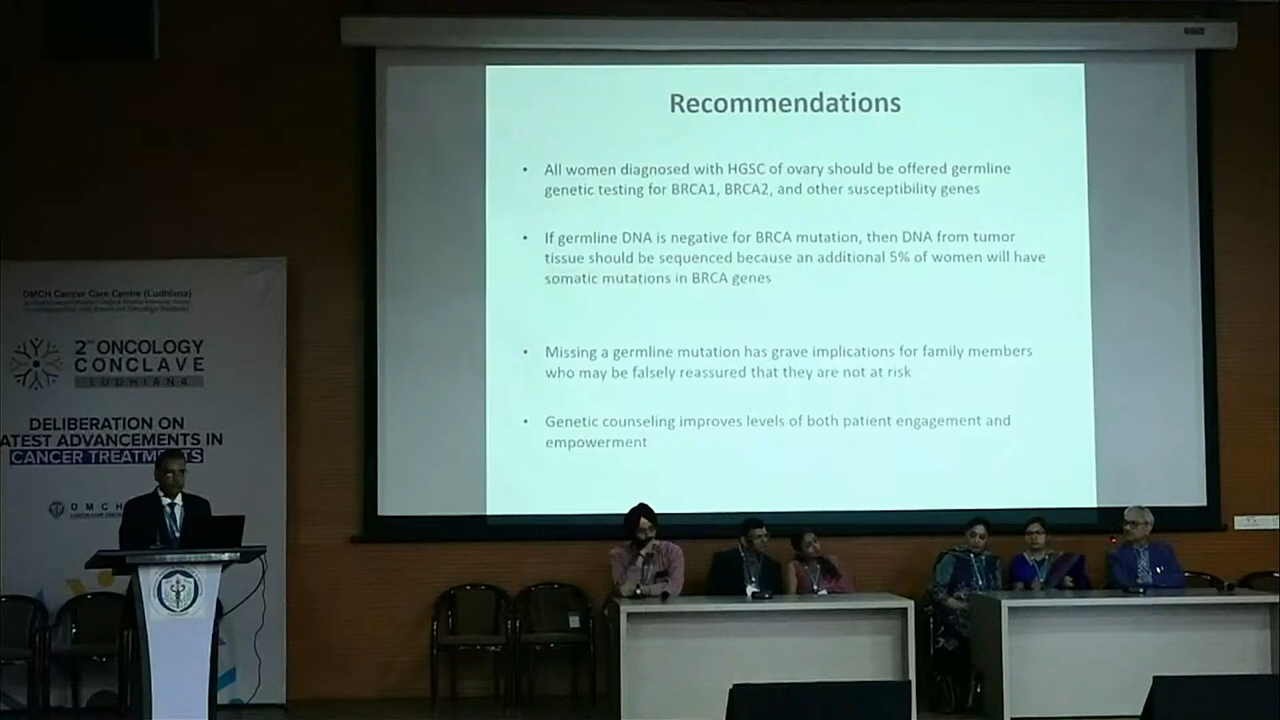 Recommendations
• All women diagnosed with HGSC of ovary should be offered germline
genetic testing for BRCA1, BRCA2, and other susceptibility genes
• If germline DNA is negative for BRCA mutation, then DNA from tumor
tissue should be sequenced because an additional 5% of women will have
somatic mutations in BRCA genes
• Missing a germline mutation has grave implications for family members
who may be falsely reassured that they are not at risk
• Genetic counseling improves levels of both patient engagement and
empowerment
DMCH Cancer Care Centre (Ludhiana)
2nd ONCOLOGY
CONCLAVE
LUDHIANA
DELIBERATION ON
ATEST ADVANCEMENTS IN
CANCER TREATM TS
DMCH